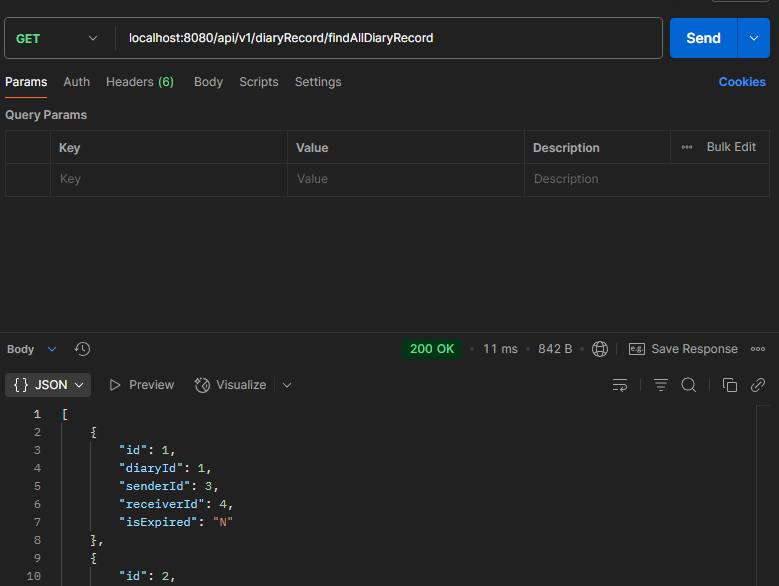 GET localhost:8080/api/v1/diaryRecord/findAllDiaryRecord Send
Params Auth Headers (6) Body Scripts Settings Cookies
Query Params
Key Value Description Bulk Edit
Key Value Description
Body 200 OK 11 ms 842 B e.g. Save Response
{} JSON Preview Visualize
1 [
2 {
3 "id": 1,
4 "diaryId": 1,
5 "senderId": 3,
6 "receiverId": 4,
7 "isExpired": "N"
8 },
9 {
10 "id": 2,